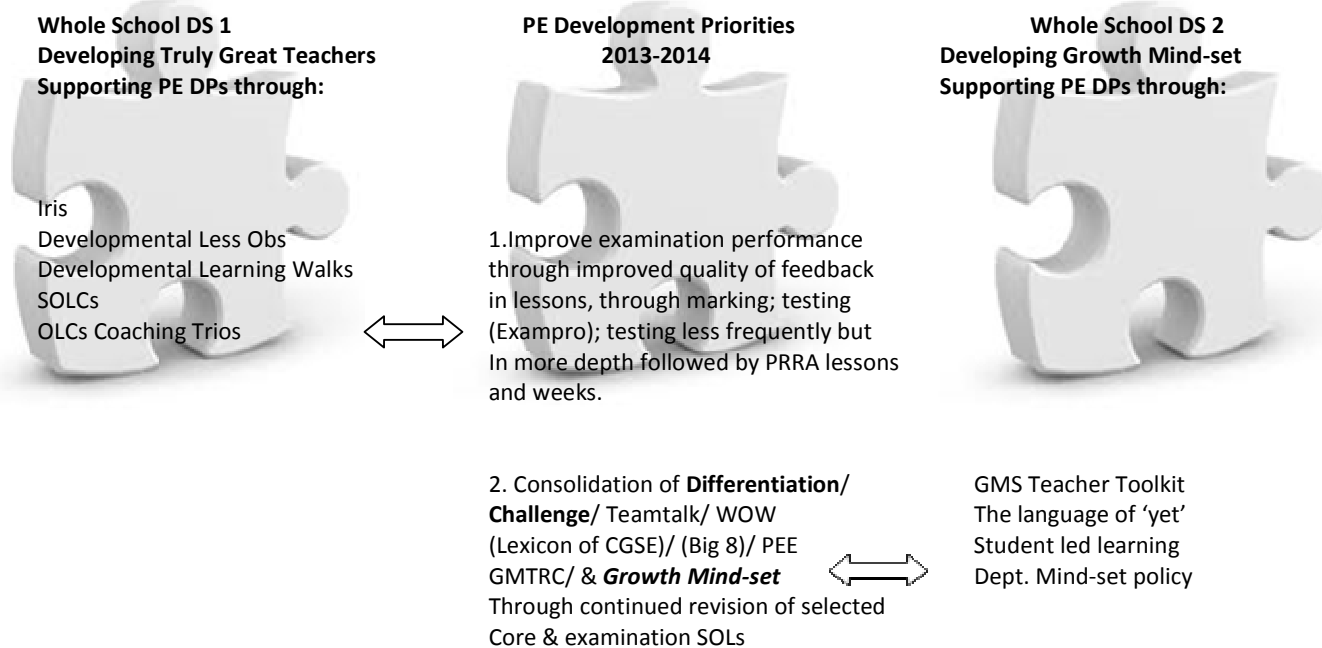 Whole School DS 1
Developing Truly Great Teachers
Supporting PE DPs through:
Iris
Developmental Less Obs
Developmental Learning Walks
SOLCs
OLCs Coaching Trios
PE Development Priorities
2013-2014
1.Improve examination performance
through improved quality of feedback
in lessons, through marking; testing
(Exampro); testing less frequently but
In more depth followed by PRRA lessons
and weeks.
2. Consolidation of Differentiation/
Challenge/ Teamtalk/ WOW
(Lexicon of CGSE)/ (Big 8)/ PEE
GMTRC/ & Growth Mind-set
Through continued revision of selected
Core & examination SOLs
Whole School DS 2
Developing Growth Mind-set
Supporting PE DPs through:
GMS Teacher Toolkit
The language of ‘yet’
Student led learning
Dept. Mind-set policy